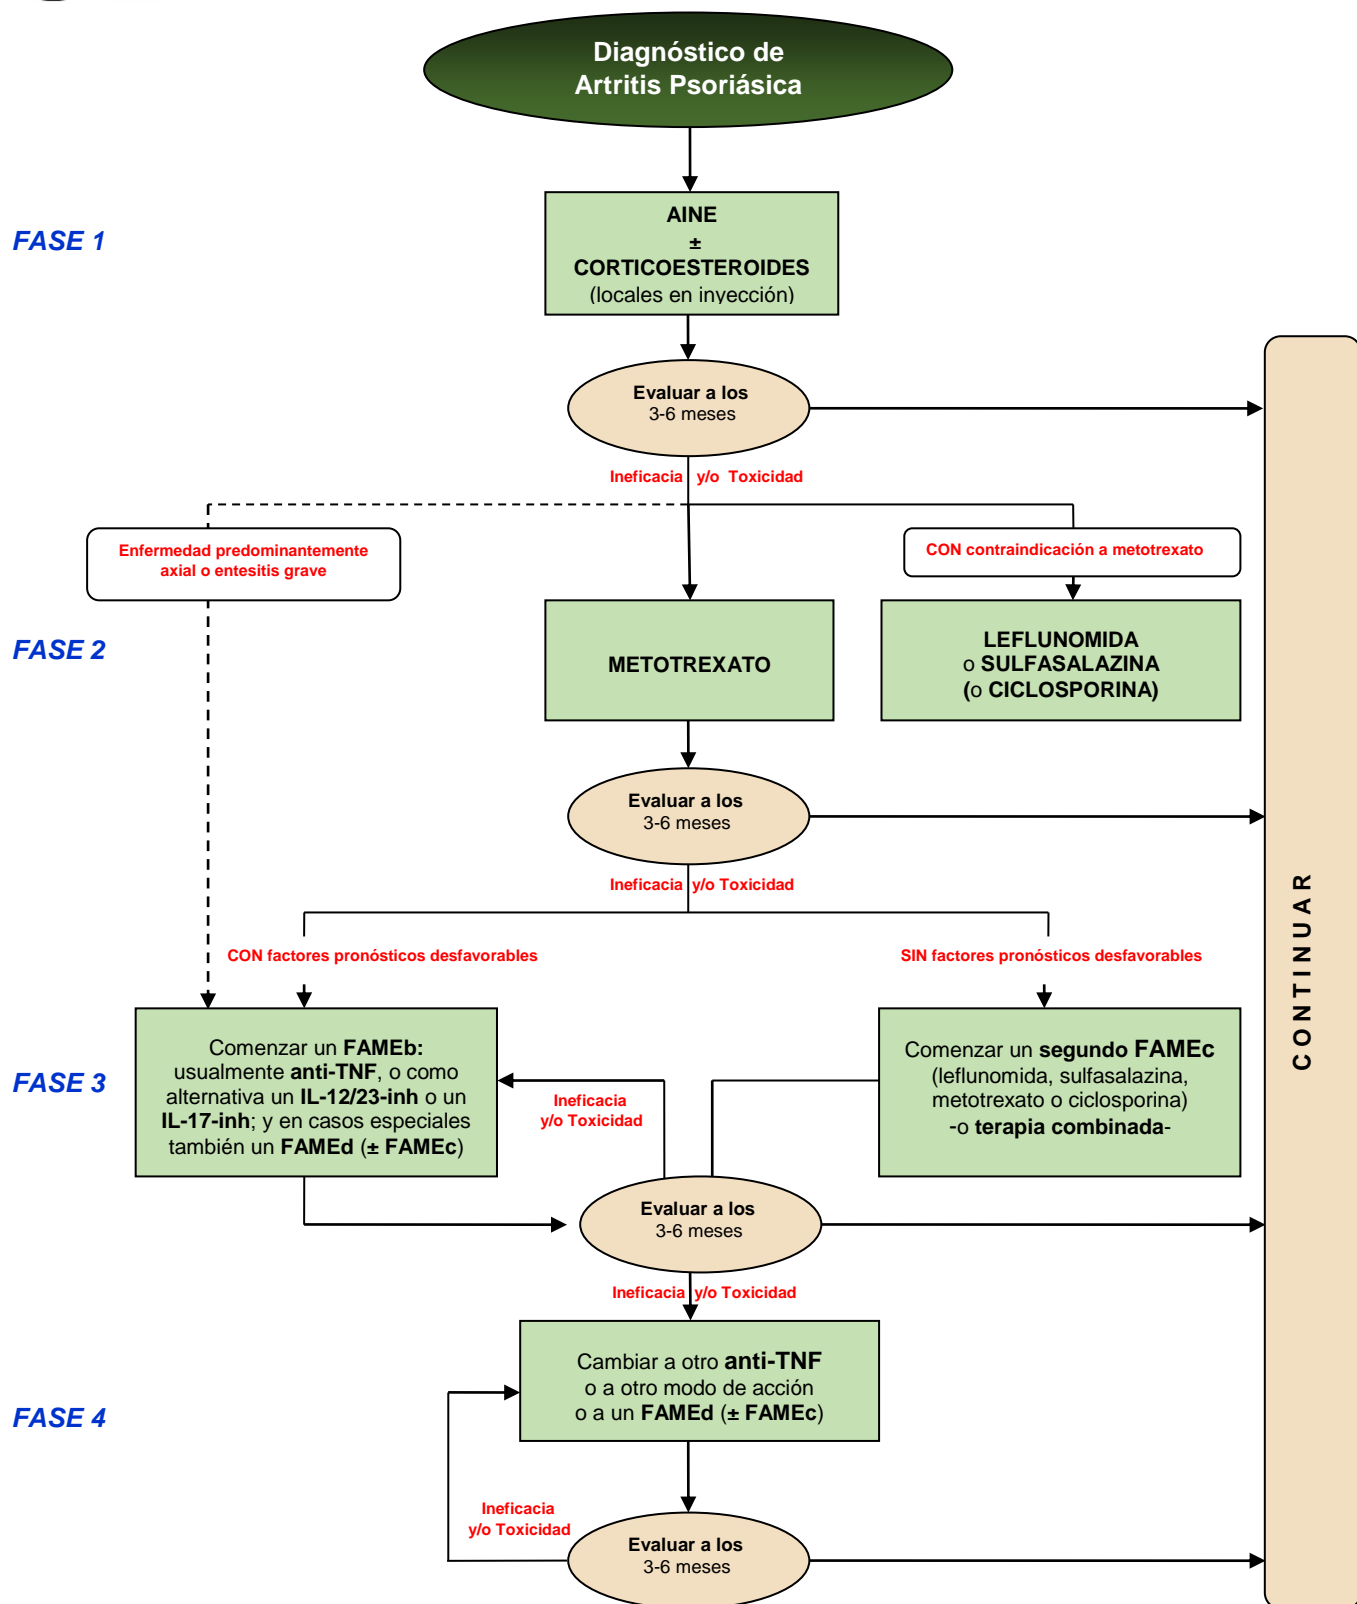 Diagnóstico de
Artritis Psoriásica
FASE 1
AINE
±
CORTICOESTEROIDES
(locales en inyección)
Evaluar a los
3-6 meses
Ineficacia y/o Toxicidad
Enfermedad predominantemente
axial o entesitis grave
CON contraindicación a metotrexato
FASE 2
METOTREXATO
LEFLUNOMIDA
o SULFASALAZINA
(o CICLOSPORINA)
Evaluar a los
3-6 meses
Ineficacia y/o Toxicidad
CON factores pronósticos desfavorables
SIN factores pronósticos desfavorables
FASE 3
Comenzar un FAMEb:
usualmente anti-TNF, o como
alternativa un IL-12/23-inh o un
IL-17-inh; y en casos especiales
también un FAMEd (± FAMEc)
Ineficacia
y/o Toxicidad
Comenzar un segundo FAMEc
(leflunomida, sulfasalazina,
metotrexato o ciclosporina)
-o terapia combinada-
Evaluar a los
3-6 meses
Ineficacia y/o Toxicidad
FASE 4
Cambiar a otro anti-TNF
o a otro modo de acción
o a un FAMEd (± FAMEc)
Ineficacia
y/o Toxicidad
Evaluar a los
3-6 meses
CONTINUAR